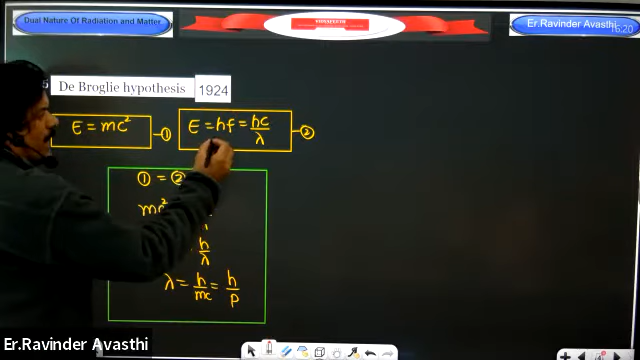 Dual Nature Of Radiation and Matter
Er.Ravinder Avasthi
16:20
De Broglie hypothesis 1924
E = mc² —① E = hf = hc/λ —②
① = ②
mc²
h/λ
λ = h/mc = h/p
Er.Ravinder Avasthi